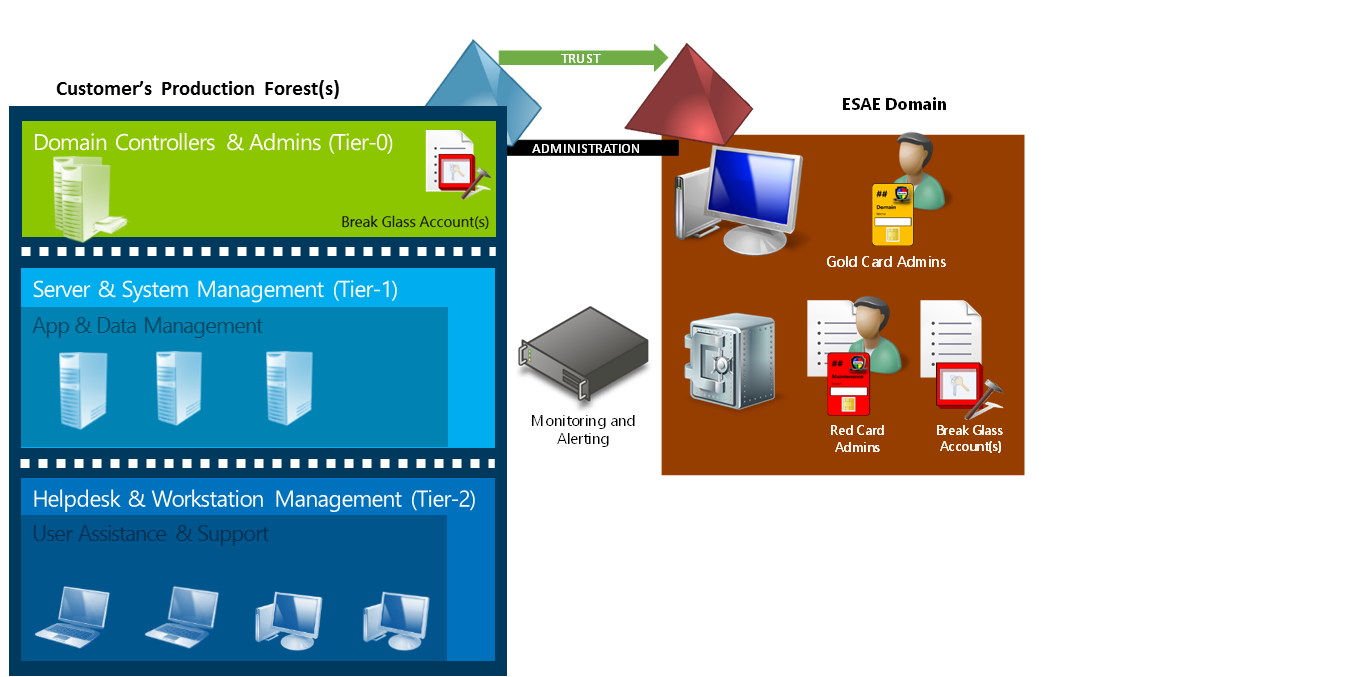 Customer's Production Forest(s)
TRUST
ESAE Domain
Domain Controllers & Admins (Tier-0)
ADMINISTRATION
Break Glass Account(s)
##
Domain
Gold Card Admins
Server & System Management (Tier-1)
App & Data Management
Monitoring and
Alerting
##
Maintenance
Red Card
Admins
Break Glass
Account(s)
Helpdesk & Workstation Management (Tier-2)
User Assistance & Support